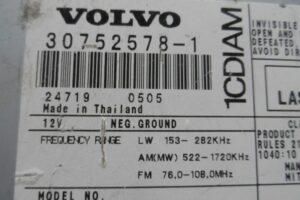 VOLVO
30752578-1
24719 0505
Made in Thailand
1CDIAM
12V NEG.GROUND
FREQUENCY RANGE LW 153- 282KHz
AM(MW) 522-1720KHz
FM 76.0-108.0MHz
MODEL NO.
INVISIBLE
OPEN AND
DEFEATED.
AVOID DIREC
LAS
CLAS
PRODUCT
RULES 21
1040:10